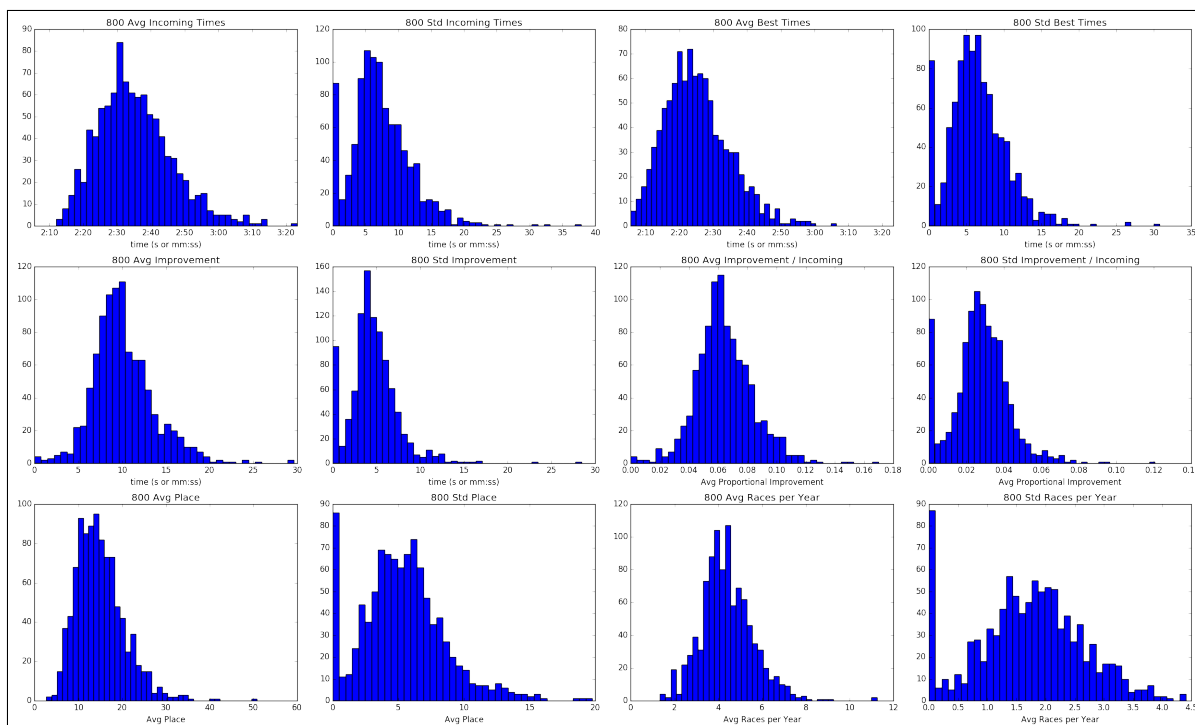 800 Avg Incoming Times
90
80
70
60
50
40
30
20
10
0
2:10 2:20 2:30 2:40 2:50 3:00 3:10 3:20
time (s or mm:ss)
800 Std Incoming Times
120
100
80
60
40
20
0
0 5 10 15 20 25 30 35 40
time (s or mm:ss)
800 Avg Best Times
80
70
60
50
40
30
20
10
0
2:10 2:20 2:30 2:40 2:50 3:00 3:10 3:20
time (s or mm:ss)
800 Std Best Times
100
80
60
40
20
0
0 5 10 15 20 25 30 35
time (s or mm:ss)
800 Avg Improvement
120
100
80
60
40
20
0
0 5 10 15 20 25 30
time (s or mm:ss)
800 Std Improvement
160
140
120
100
80
60
40
20
0
0 5 10 15 20 25 30
time (s or mm:ss)
800 Avg Improvement / Incoming
140
120
100
80
60
40
20
0
0.00 0.02 0.04 0.06 0.08 0.10 0.12 0.14 0.16 0.18
Avg Proportional Improvement
800 Std Improvement / Incoming
120
100
80
60
40
20
0
0.00 0.02 0.04 0.06 0.08 0.10 0.12 0.14
Avg Proportional Improvement
800 Avg Place
100
80
60
40
20
0
0 10 20 30 40 50 60
Avg Place
800 Std Place
90
80
70
60
50
40
30
20
10
0
0 5 10 15 20
Avg Place
800 Avg Races per Year
120
100
80
60
40
20
0
0 2 4 6 8 10 12
Avg Races per Year
800 Std Races per Year
90
80
70
60
50
40
30
20
10
0
0.0 0.5 1.0 1.5 2.0 2.5 3.0 3.5 4.0 4.5
Avg Races per Year